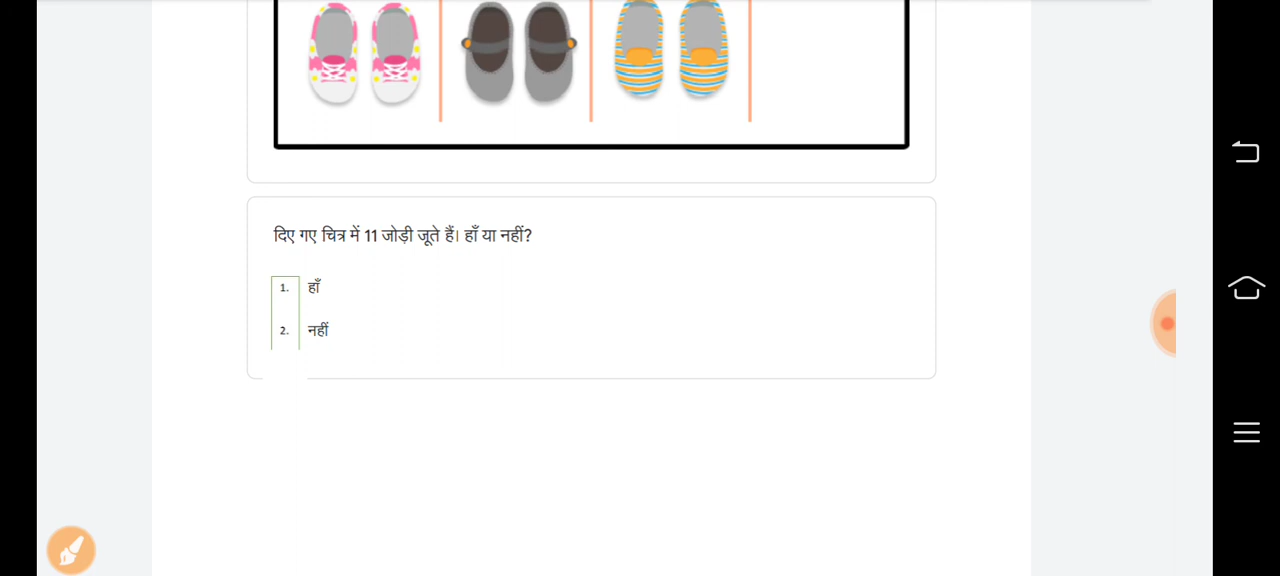 दिए गए चित्र में 11 जोड़ी जूते हैं। हाँ या नहीं?
1. हाँ
2. नहीं